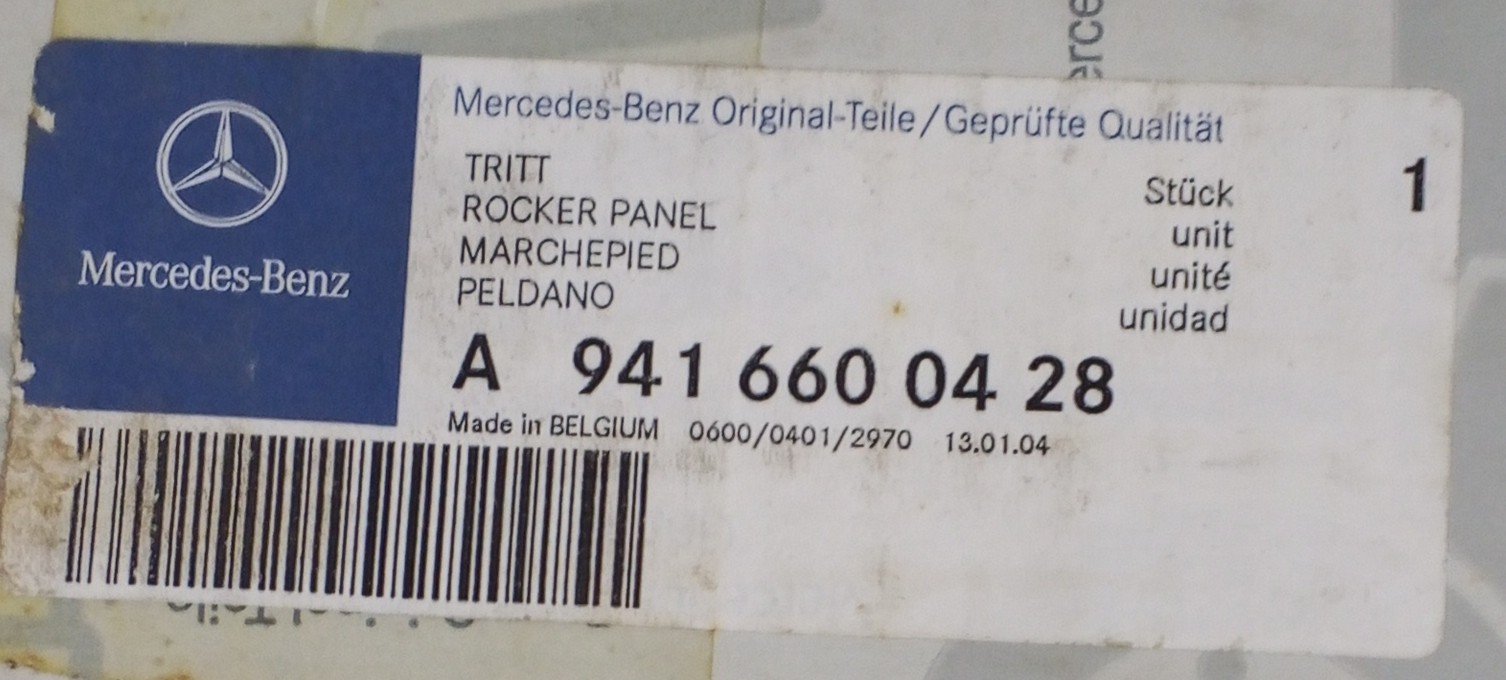 Mercedes-Benz
Mercedes-Benz Original-Teile/Geprüfte Qualität
TRITT
ROCKER PANEL
MARCHEPIED
PELDANO
Stück 1
unit
unité
unidad
A 941 660 04 28
Made in BELGIUM 0600/0401/2970 13.01.04